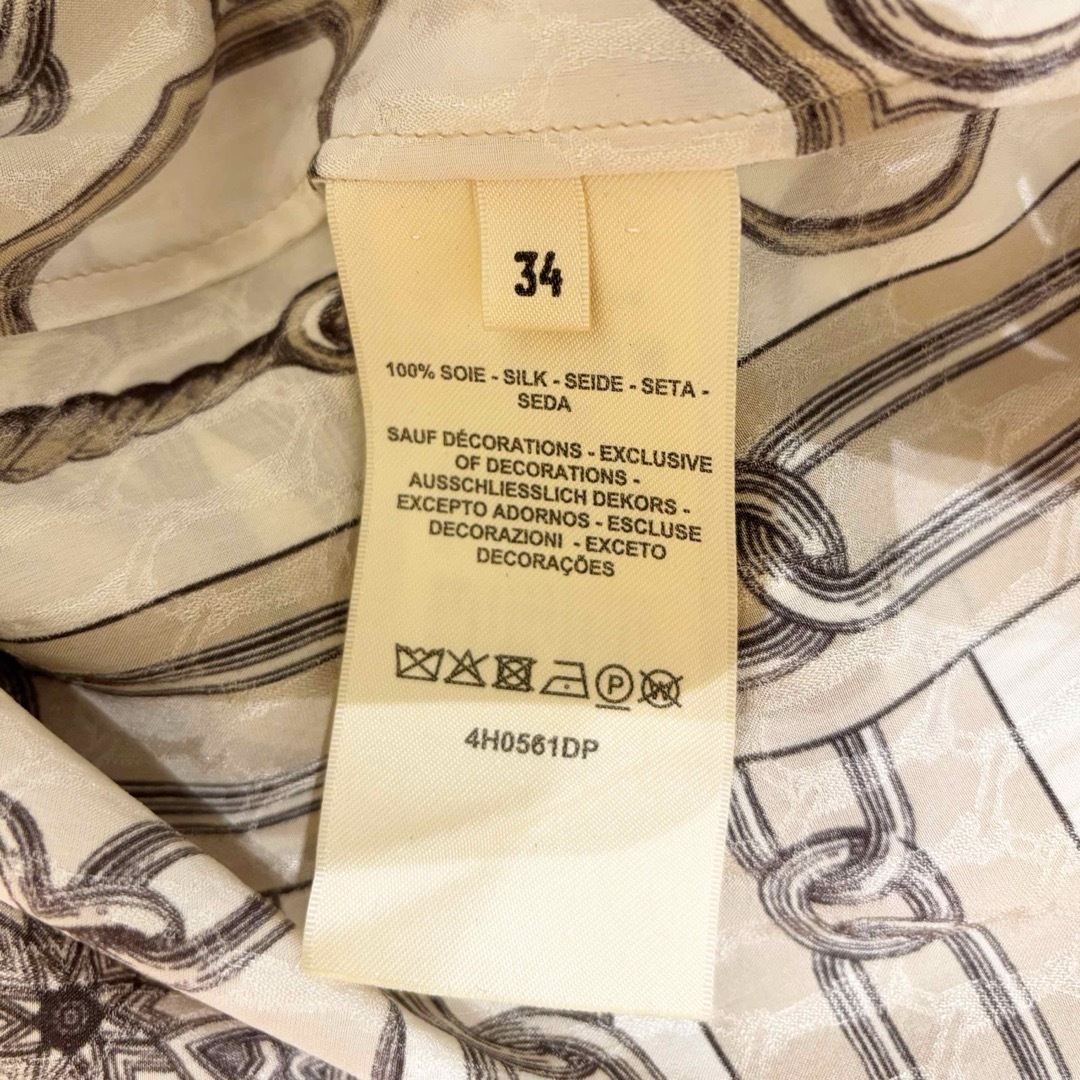 34
100% SOIE - SILK - SEIDE - SETA -
SEDA
SAUF DÉCORATIONS - EXCLUSIVE
OF DECORATIONS -
AUSSCHLIESSLICH DEKORS -
EXCEPTO ADORNOS - ESCLUSE
DECORAZIONI - EXCETO
DECORAÇÕES
P W
4H0561DP